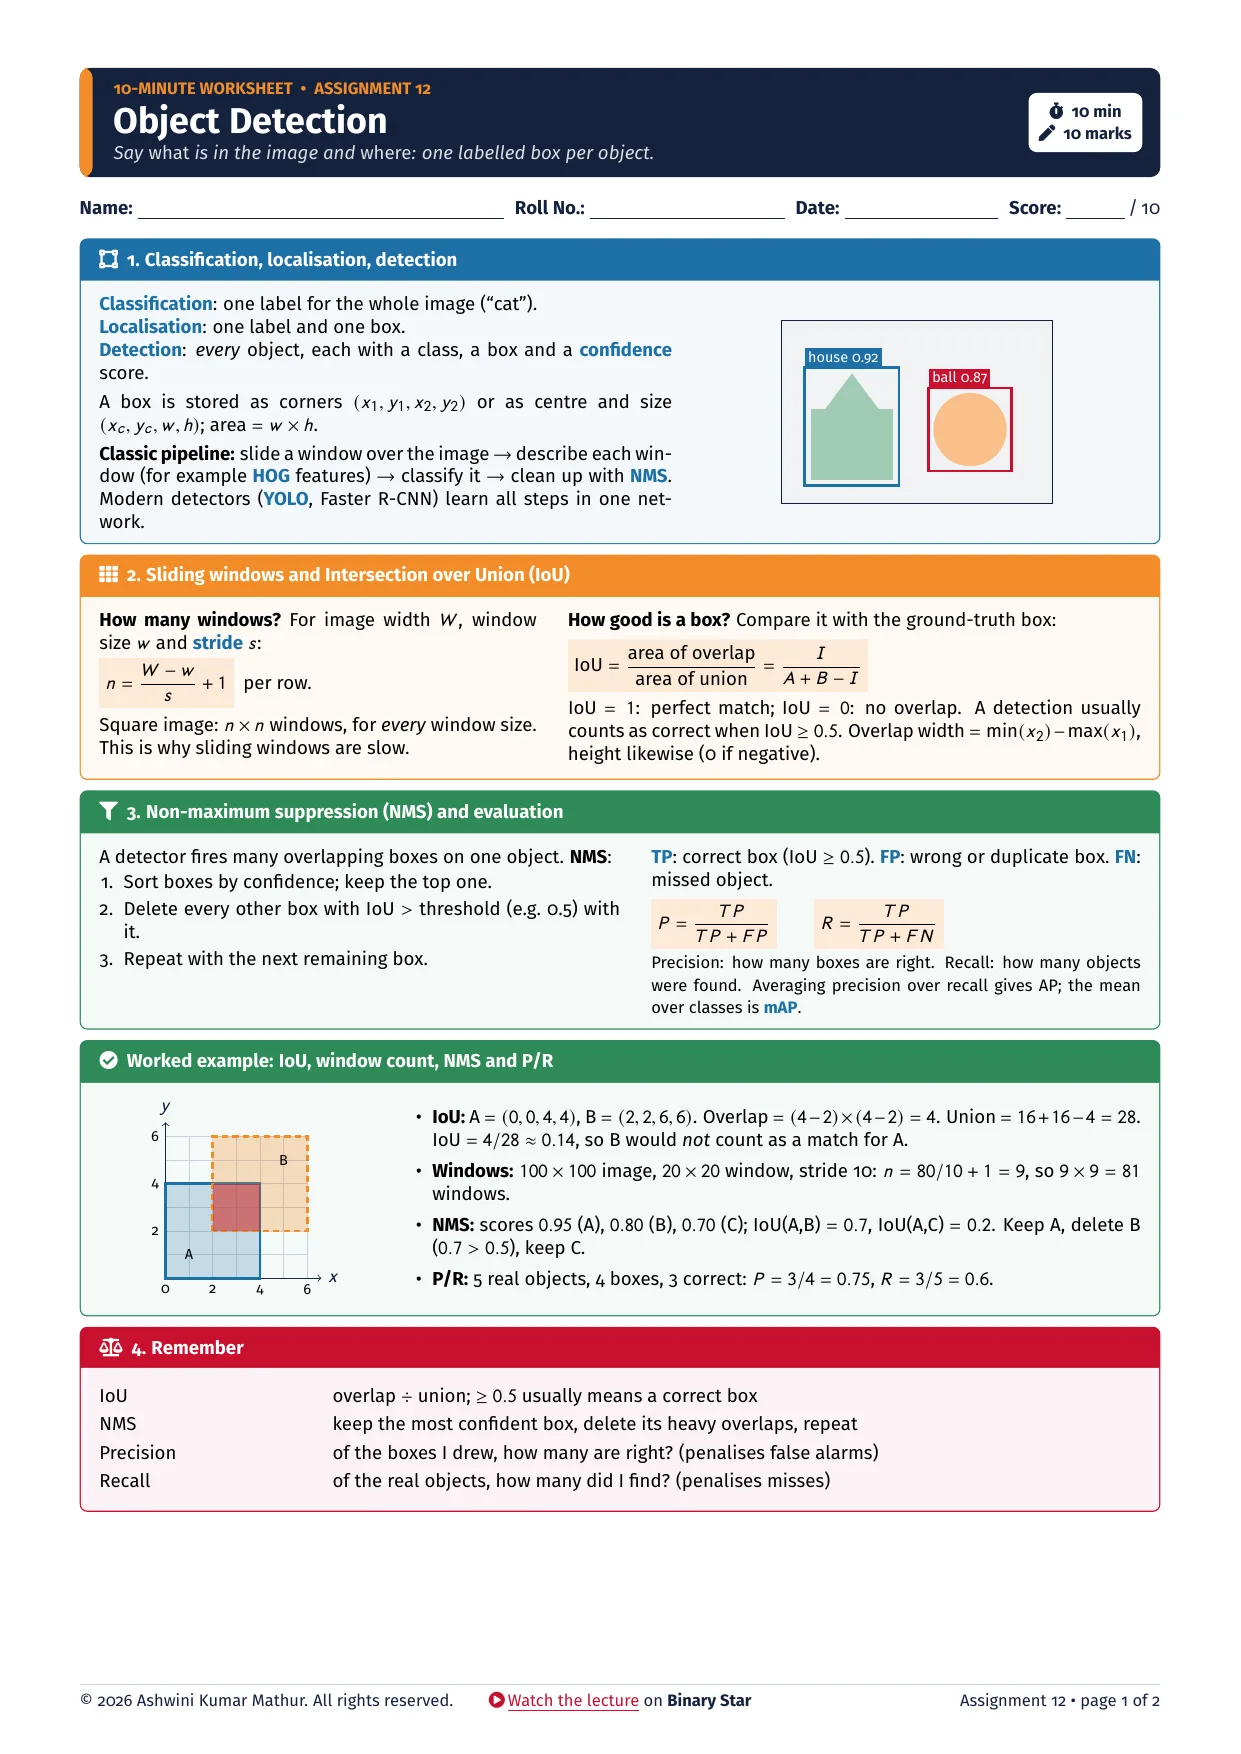 10-MINUTE WORKSHEET • ASSIGNMENT 12
Object Detection
Say what is in the image and where: one labelled box per object.
10 min
10 marks
Name: Roll No.: Date: Score: / 10
1. Classification, localisation, detection
Classification: one label for the whole image (“cat”).
Localisation: one label and one box.
Detection: every object, each with a class, a box and a confidence
score.
A box is stored as corners (x₁, y₁, x₂, y₂) or as centre and size
(x_c, y_c, w, h); area = w × h.
Classic pipeline: slide a window over the image → describe each win-
dow (for example HOG features) → classify it → clean up with NMS.
Modern detectors (YOLO, Faster R-CNN) learn all steps in one net-
work.
house 0.92
ball 0.87
2. Sliding windows and Intersection over Union (IoU)
How many windows? For image width W, window
size w and stride s:
n = (W − w)/s + 1 per row.
Square image: n × n windows, for every window size.
This is why sliding windows are slow.
How good is a box? Compare it with the ground-truth box:
IoU = area of overlap / area of union = I / (A + B − I)
IoU = 1: perfect match; IoU = 0: no overlap. A detection usually
counts as correct when IoU ≥ 0.5. Overlap width = min(x₂)−max(x₁),
height likewise (0 if negative).
3. Non-maximum suppression (NMS) and evaluation
A detector fires many overlapping boxes on one object. NMS:
1. Sort boxes by confidence; keep the top one.
2. Delete every other box with IoU > threshold (e.g. 0.5) with
it.
3. Repeat with the next remaining box.
TP: correct box (IoU ≥ 0.5). FP: wrong or duplicate box. FN:
missed object.
P = TP / (TP + FP) R = TP / (TP + FN)
Precision: how many boxes are right. Recall: how many objects
were found. Averaging precision over recall gives AP; the mean
over classes is mAP.
Worked example: IoU, window count, NMS and P/R
y
6
4
2
0 2 4 6
x
A
B
• IoU: A = (0, 0, 4, 4), B = (2, 2, 6, 6). Overlap = (4−2)×(4−2) = 4. Union = 16+16−4 = 28.
IoU = 4/28 ≈ 0.14, so B would not count as a match for A.
• Windows: 100 × 100 image, 20 × 20 window, stride 10: n = 80/10 + 1 = 9, so 9 × 9 = 81
windows.
• NMS: scores 0.95 (A), 0.80 (B), 0.70 (C); IoU(A,B) = 0.7, IoU(A,C) = 0.2. Keep A, delete B
(0.7 > 0.5), keep C.
• P/R: 5 real objects, 4 boxes, 3 correct: P = 3/4 = 0.75, R = 3/5 = 0.6.
4. Remember
IoU overlap ÷ union; ≥ 0.5 usually means a correct box
NMS keep the most confident box, delete its heavy overlaps, repeat
Precision of the boxes I drew, how many are right? (penalises false alarms)
Recall of the real objects, how many did I find? (penalises misses)
© 2026 Ashwini Kumar Mathur. All rights reserved. Watch the lecture on Binary Star Assignment 12 • page 1 of 2